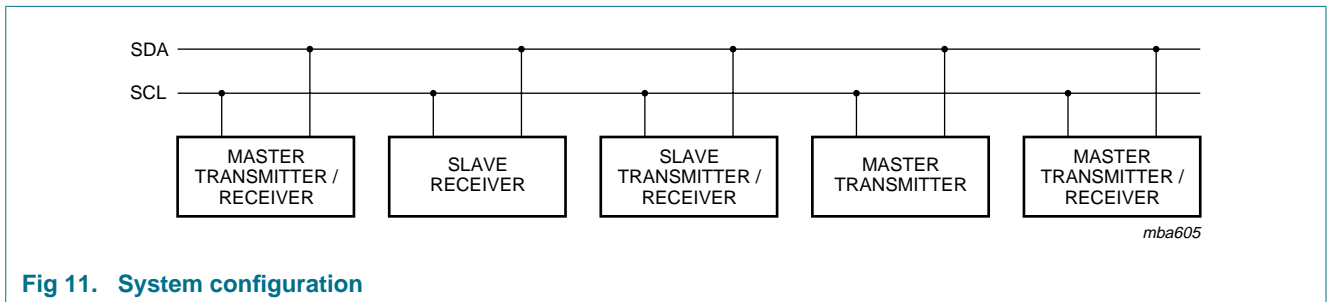 SDA
SCL
MASTER
TRANSMITTER /
RECEIVER
SLAVE
RECEIVER
SLAVE
TRANSMITTER /
RECEIVER
MASTER
TRANSMITTER
MASTER
TRANSMITTER /
RECEIVER
mba605
Fig 11. System configuration